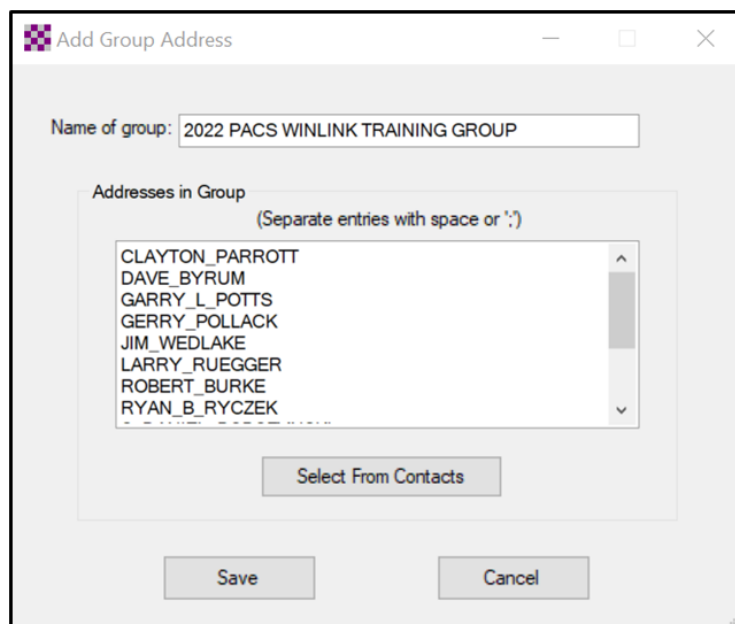 Add Group Address
Name of group: 2022 PACS WINLINK TRAINING GROUP
Addresses in Group
(Separate entries with space or ';')
CLAYTON_PARROTT
DAVE_BYRUM
GARRY_L_POTTS
GERRY_POLLACK
JIM_WEDLAKE
LARRY_RUEGGER
ROBERT_BURKE
RYAN_B_RYCZEK
Select From Contacts
Save
Cancel